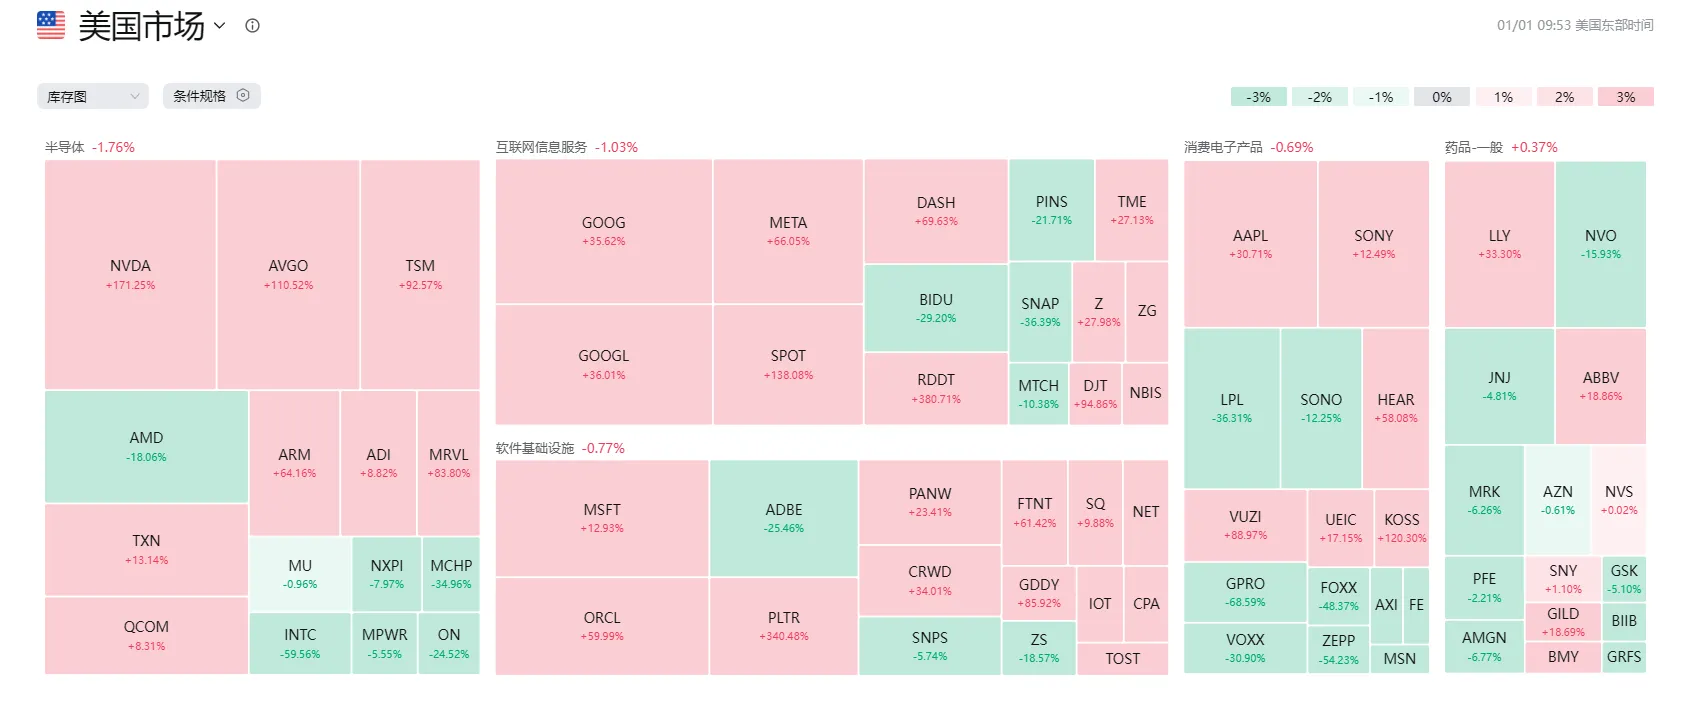 美国市场
01/01 09:53 美国东部时间
库存图
条件规格
-3% -2% -1% 0% 1% 2% 3%
半导体 -1.76%
NVDA
+171.25%
AVGO
+110.52%
TSM
+92.57%
AMD
-18.06%
TXN
+13.14%
QCOM
+8.31%
ARM
+64.16%
ADI
+8.82%
MRVL
+83.80%
MU
-0.96%
NXPI
-7.97%
MCHP
-34.96%
INTC
-59.56%
MPWR
-5.55%
ON
-24.52%
互联网信息服务 -1.03%
GOOG
+35.62%
META
+66.05%
GOOGL
+36.01%
SPOT
+138.08%
DASH
+69.63%
BIDU
-29.20%
RDDT
+380.71%
PINS
-21.71%
TME
+27.13%
SNAP
-36.39%
Z
+27.98%
ZG
MTCH
-10.38%
DJT
+94.86%
NBIS
软件基础设施 -0.77%
MSFT
+12.93%
ADBE
-25.46%
ORCL
+59.99%
PLTR
+340.48%
PANW
+23.41%
CRWD
+34.01%
SNPS
-5.74%
FTNT
+61.42%
SQ
+9.88%
NET
GDDY
+85.92%
ZS
-18.57%
IOT
CPA
TOST
消费电子产品 -0.69%
AAPL
+30.71%
SONY
+12.49%
LPL
-36.31%
SONO
-12.25%
HEAR
+58.08%
VUZI
+88.97%
GPRO
-68.59%
VOXX
-30.90%
UEIC
+17.15%
KOSS
+120.30%
FOXX
-48.37%
ZEPP
-54.23%
AXI
FE
MSN
药品-一般 +0.37%
LLY
+33.30%
NVO
-15.93%
JNJ
-4.81%
ABBV
+18.86%
MRK
-6.26%
AZN
-0.61%
NVS
+0.02%
PFE
-2.21%
AMGN
-6.77%
SNY
+1.10%
GSK
-5.10%
GILD
+18.69%
BIIB
BMY
GRFS